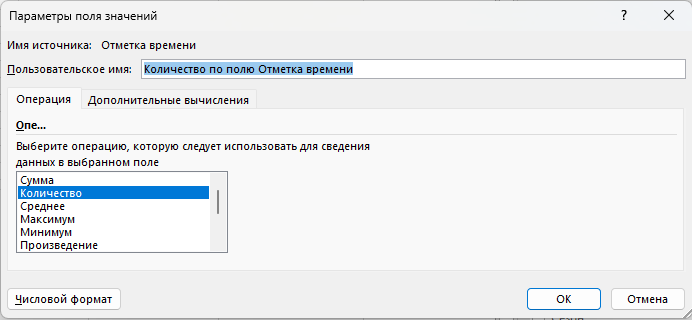 Параметры поля значений
?
Имя источника: Отметка времени
Пользовательское имя: Количество по полю Отметка времени
Операция Дополнительные вычисления
Опе...
Выберите операцию, которую следует использовать для сведения
данных в выбранном поле
Сумма
Количество
Среднее
Максимум
Минимум
Произведение
Числовой формат ОК Отмена